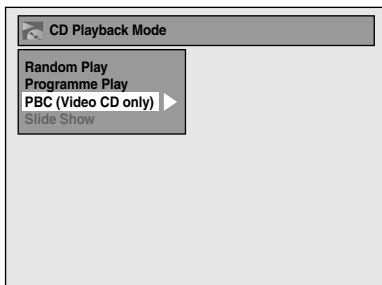 CD Playback Mode
Random Play
Programme Play
PBC (Video CD only)
Slide Show